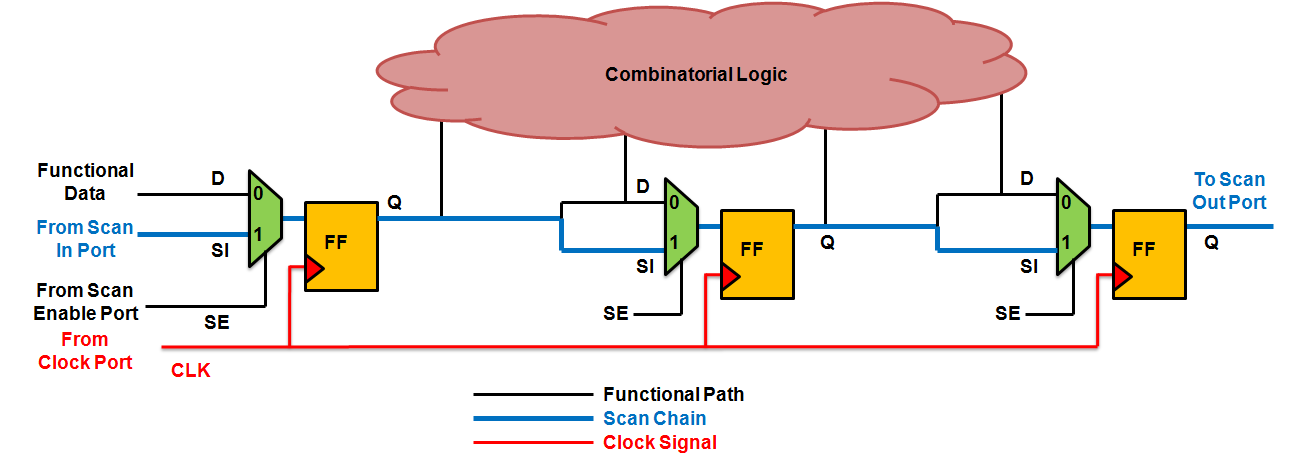 Combinatorial Logic
Functional
Data
D
0
From Scan
In Port
1
SI
From Scan
Enable Port
SE
From
Clock Port
CLK
FF
Q
D
0
1
SI
SE
FF
Q
D
0
1
SI
SE
FF
Q
To Scan
Out Port
Functional Path
Scan Chain
Clock Signal